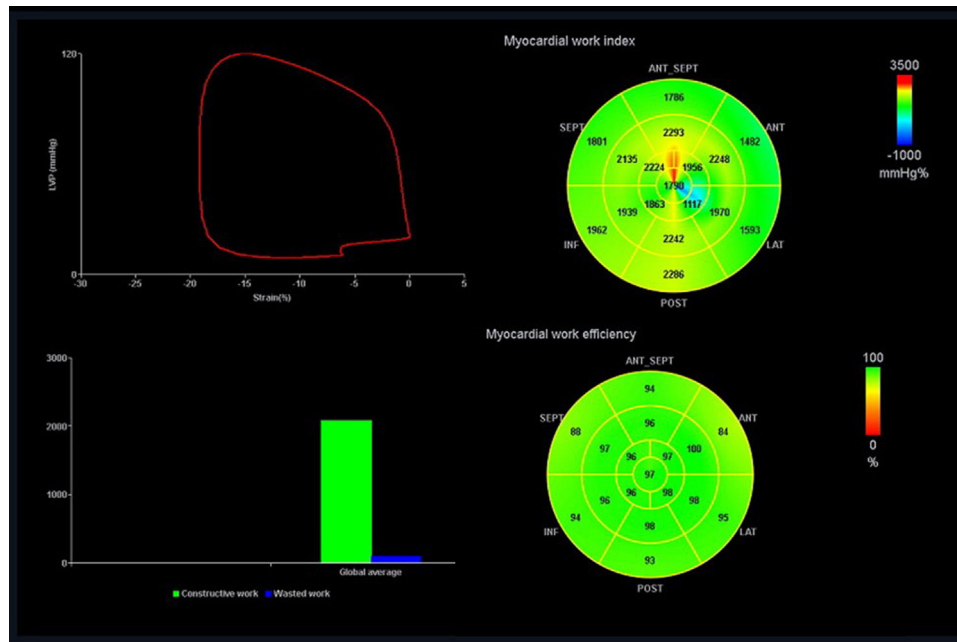 Myocardial work index
120
LVP (mmHg)
0
-30 -25 -20 -15 -10 -5 0 5
Strain(%)
ANT_SEPT
SEPT
ANT
INF
LAT
POST
1786
1801
1482
2293
2135
2248
2224
1956
1790
1863
1117
1939
1970
1962
1593
2242
2286
3500
-1000
mmHg%
Myocardial work efficiency
3000
2000
1000
0
Global average
Constructive work Wasted work
ANT_SEPT
SEPT
ANT
INF
LAT
POST
94
88
84
96
97
100
96
97
97
96
98
96
98
94
95
98
93
100
0
%